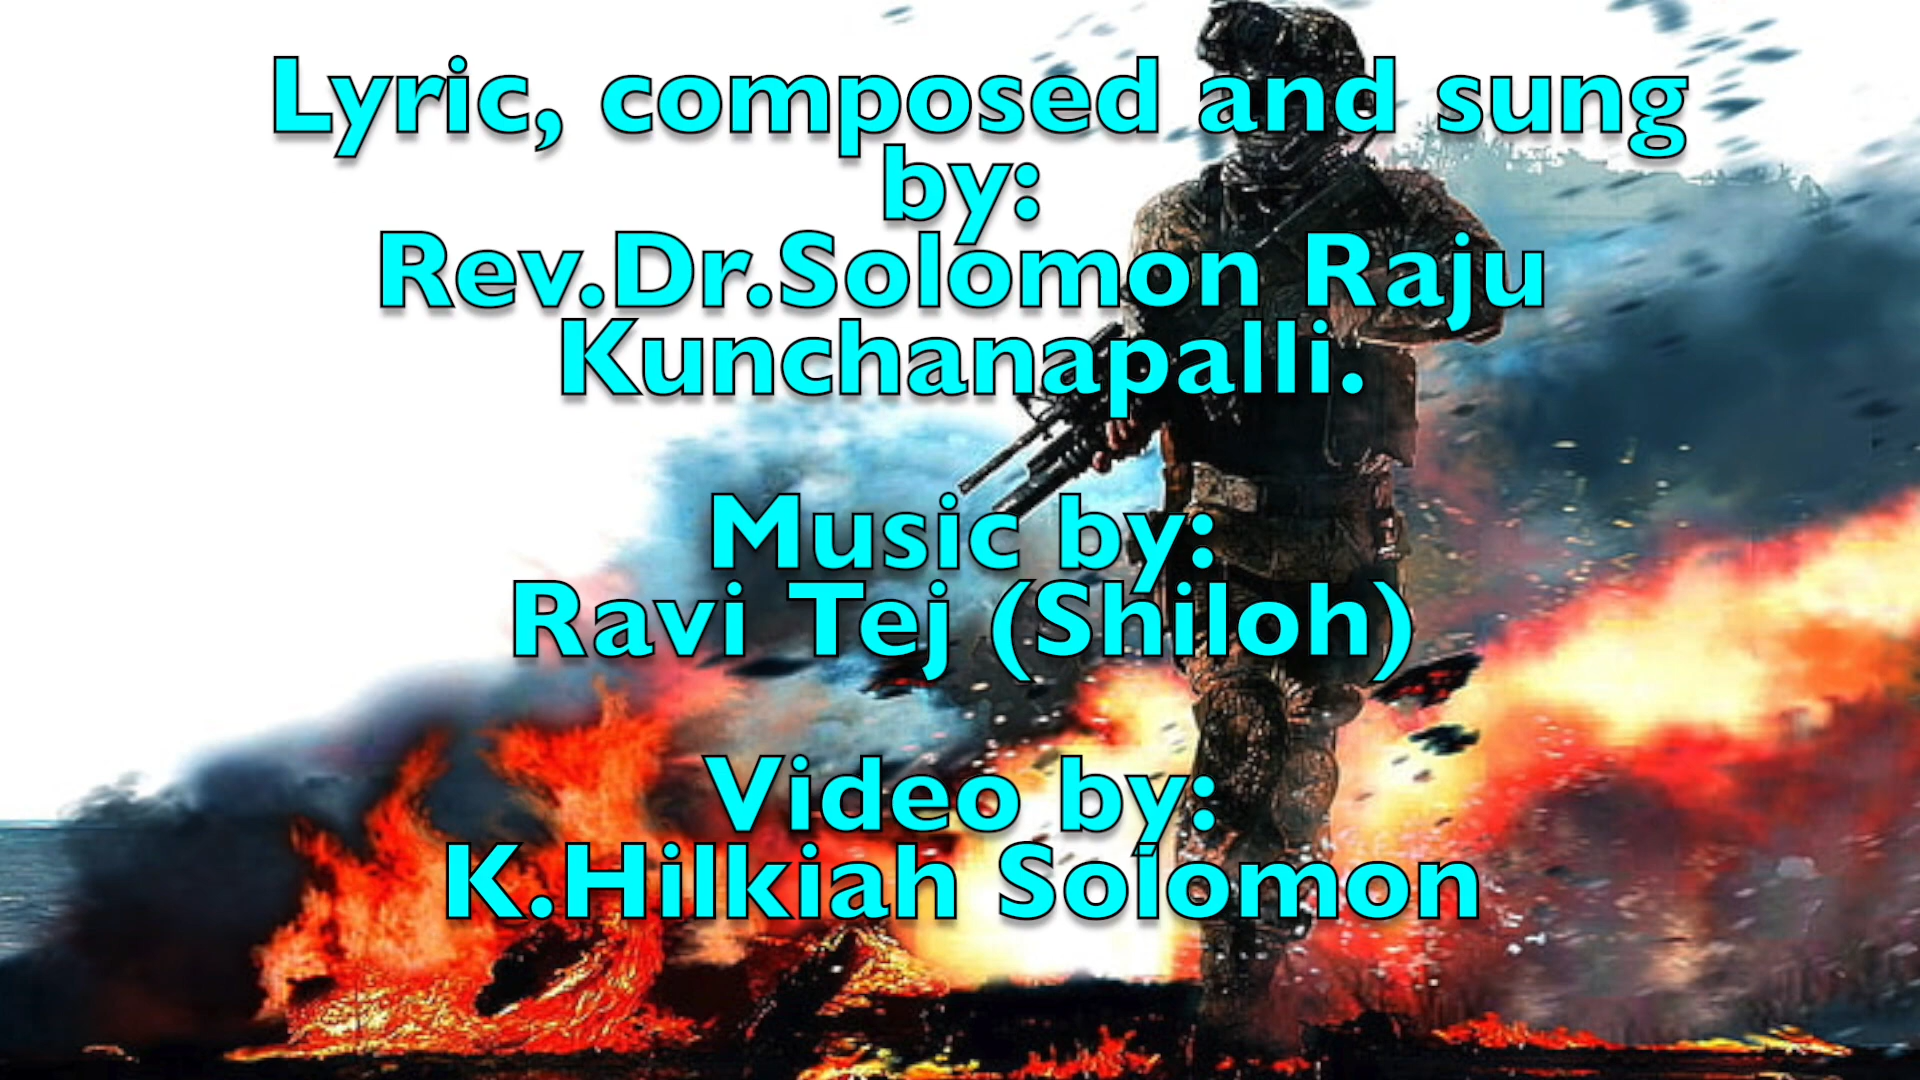 Lyric, composed and sung
by:
Rev.Dr.Solomon Raju
Kunchanapalli.
Music by:
Ravi Tej (Shiloh)
Video by:
K.Hilkiah Solomon